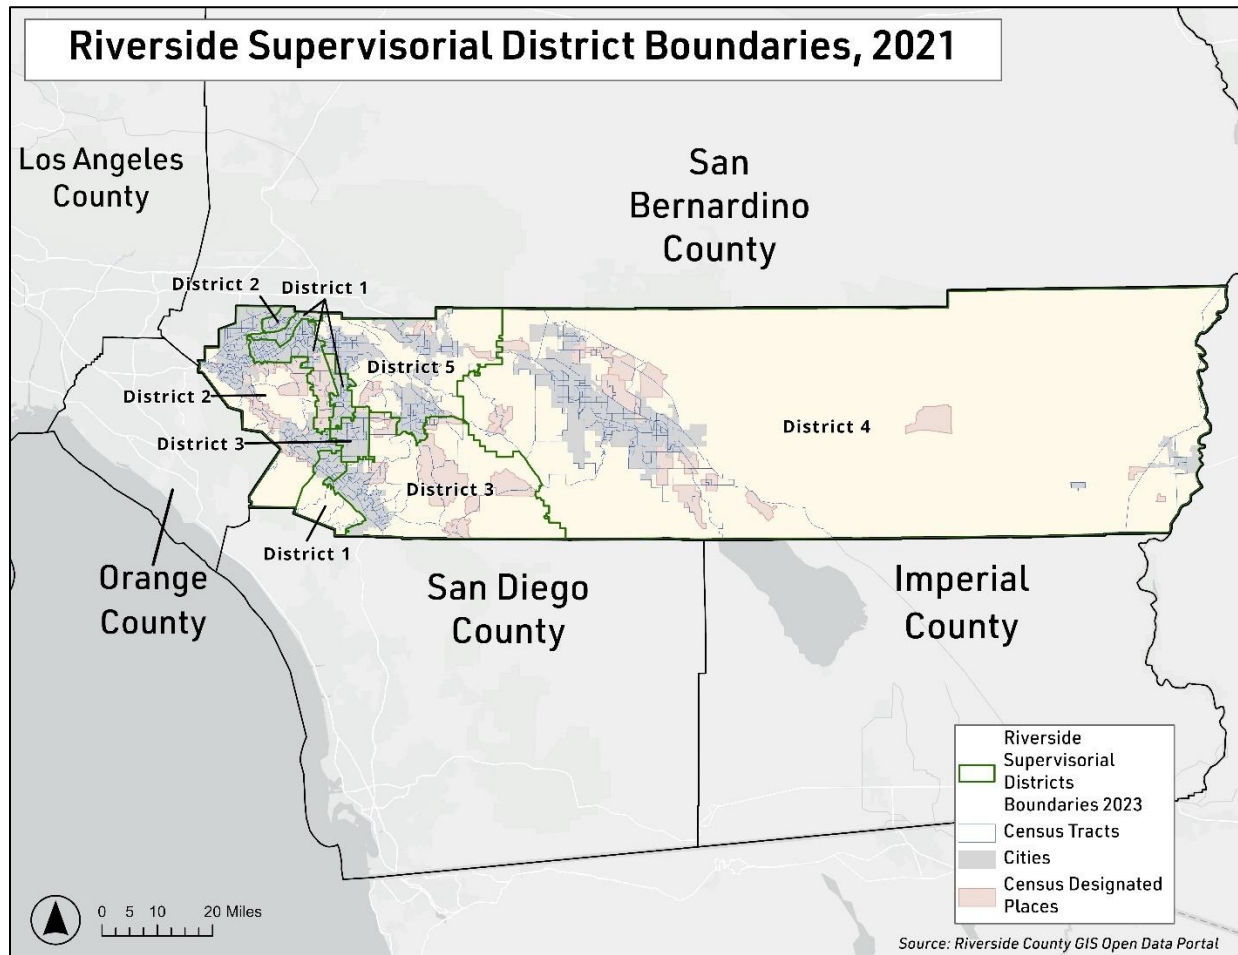 Riverside Supervisorial District Boundaries, 2021
Los Angeles
County
San
Bernardino
County
District 2
District 1
District 5
District 2
District 4
District 3
District 3
District 1
Orange
County
San Diego
County
Imperial
County
Riverside
Supervisorial
Districts
Boundaries 2023
Census Tracts
Cities
Census Designated
Places
0 5 10 20 Miles
Source: Riverside County GIS Open Data Portal